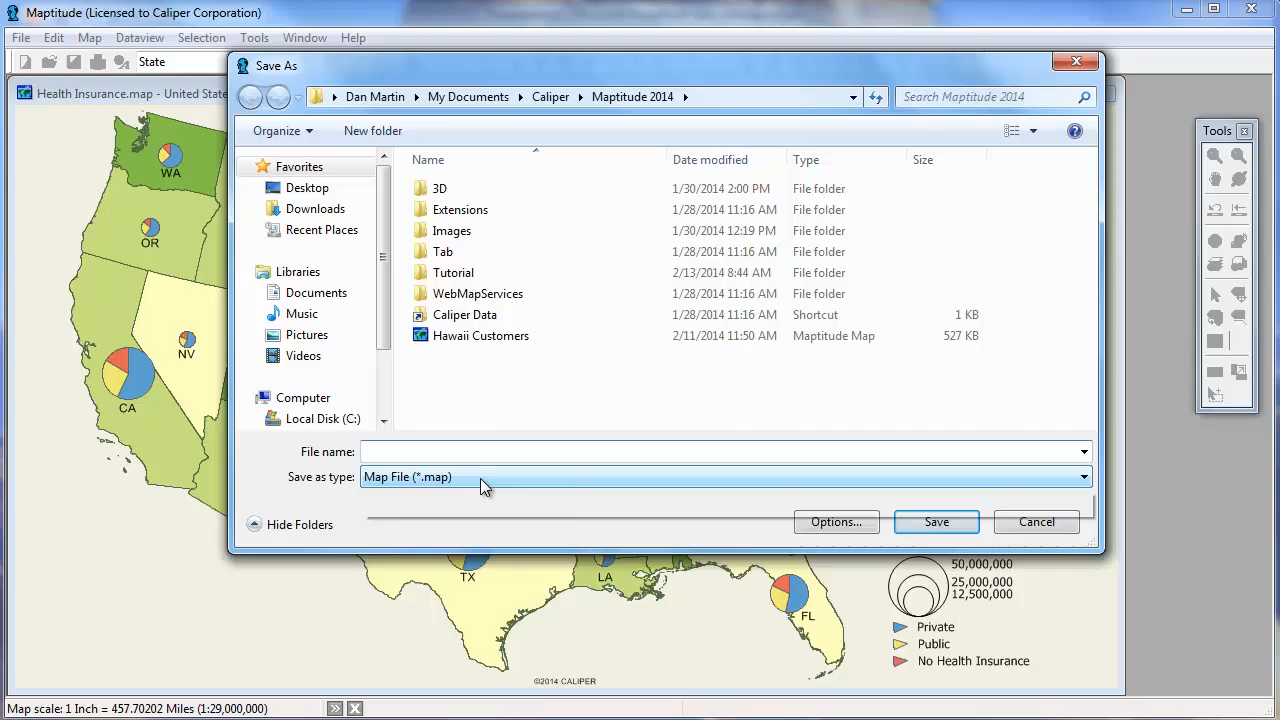 Maptitude (Licensed to Caliper Corporation)
File Edit Map Dataview Selection Tools Window Help
State
Health Insurance.map - United State
Save As
Dan Martin My Documents Caliper Maptitude 2014
Search Maptitude 2014
Organize New folder
Name Date modified Type Size
Favorites
Desktop
Downloads
Recent Places
Libraries
Documents
Music
Pictures
Videos
Computer
Local Disk (C:)
3D 1/30/2014 2:00 PM File folder
Extensions 1/28/2014 11:16 AM File folder
Images 1/30/2014 12:19 PM File folder
Tab 1/28/2014 11:16 AM File folder
Tutorial 2/13/2014 8:44 AM File folder
WebMapServices 1/28/2014 11:16 AM File folder
Caliper Data 1/28/2014 11:16 AM Shortcut 1 KB
Hawaii Customers 2/11/2014 11:50 AM Maptitude Map 527 KB
File name:
Save as type: Map File (*.map)
Hide Folders
Options... Save Cancel
Tools
WA
OR
NV
CA
TX
LA
FL
50,000,000
25,000,000
12,500,000
Private
Public
No Health Insurance
©2014 CALIPER
Map scale: 1 Inch = 457.70202 Miles (1:29,000,000)